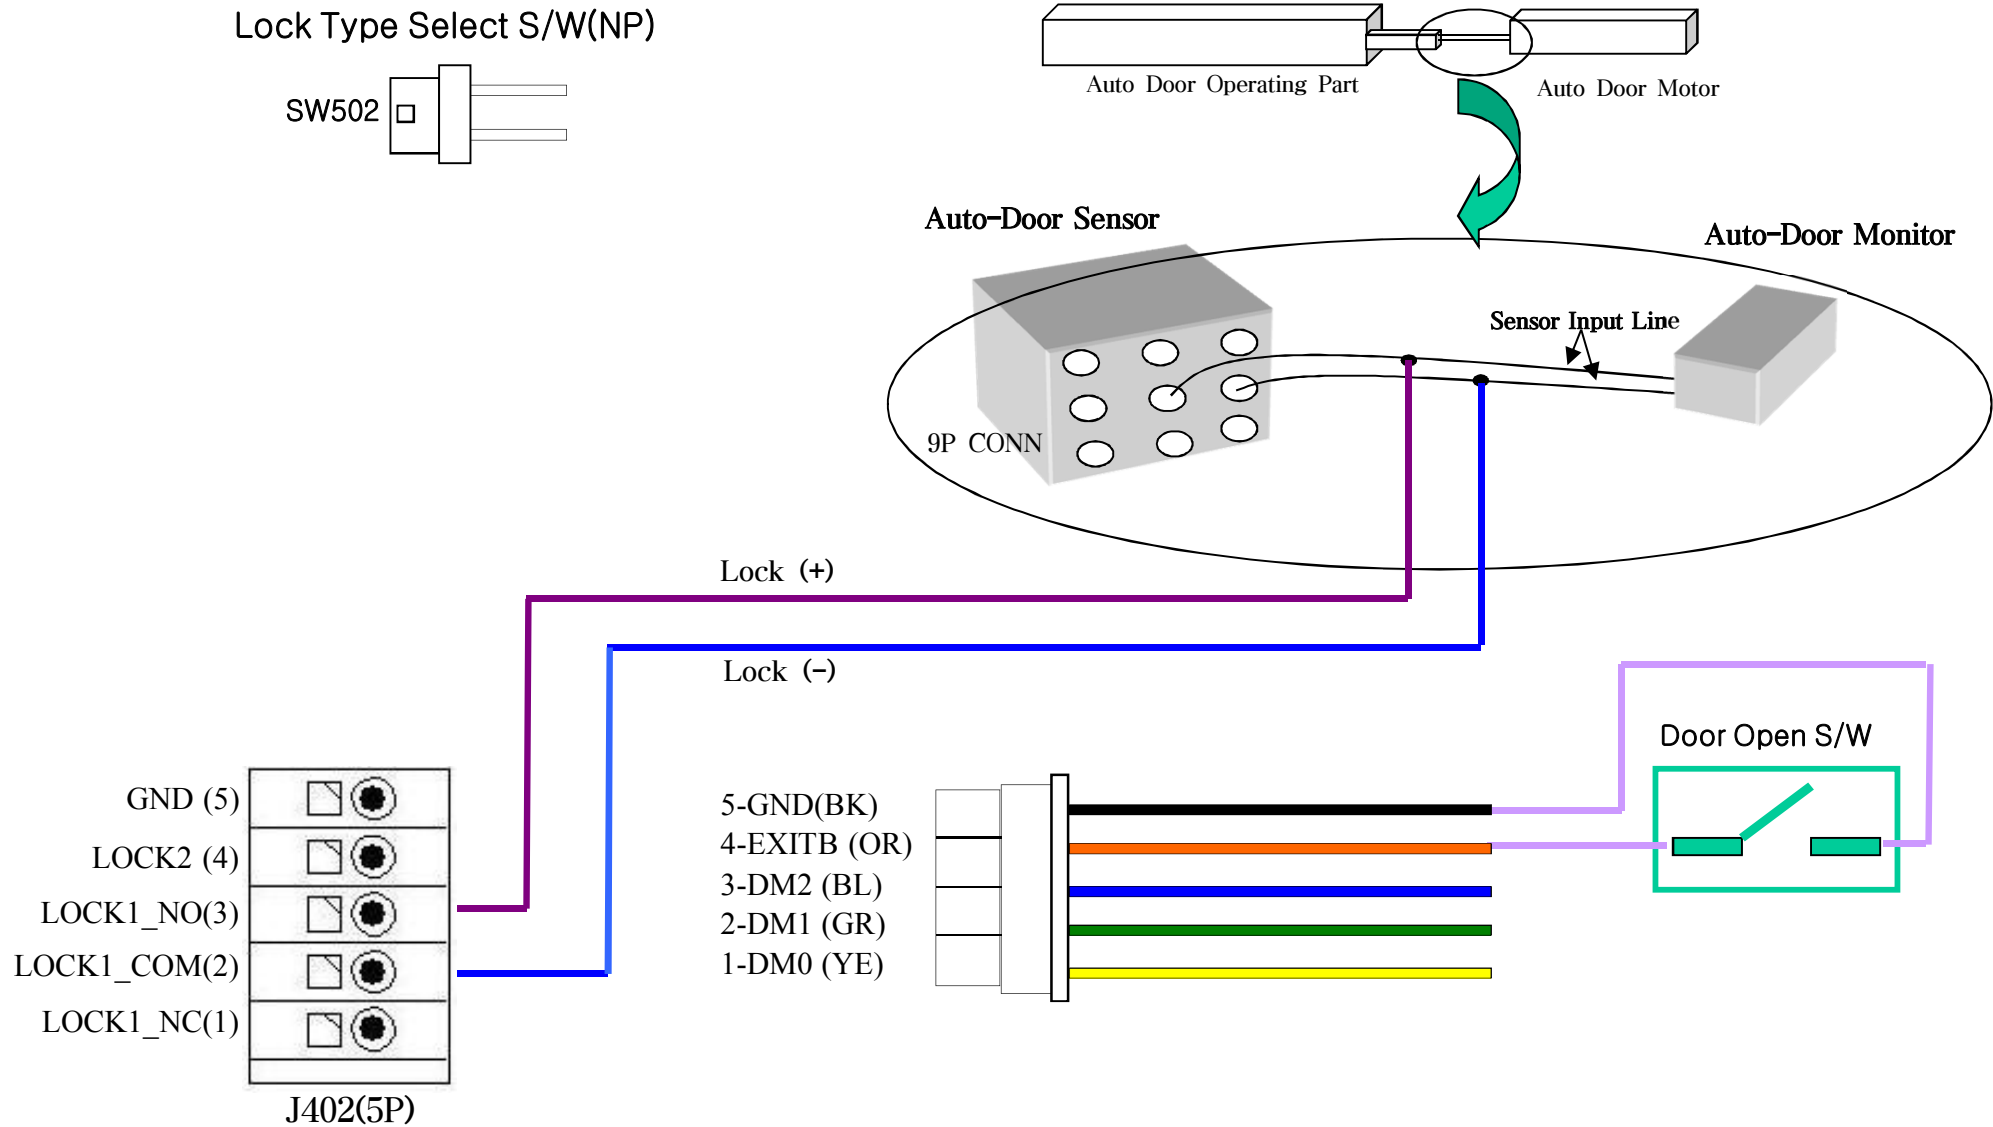 Lock Type Select S/W(NP)
SW502
Auto Door Operating Part
Auto Door Motor
Auto-Door Sensor
Auto-Door Monitor
Sensor Input Line
9P CONN
Lock (+)
Lock (-)
Door Open S/W
GND (5)
LOCK2 (4)
LOCK1_NO(3)
LOCK1_COM(2)
LOCK1_NC(1)
J402(5P)
5-GND(BK)
4-EXITB (OR)
3-DM2 (BL)
2-DM1 (GR)
1-DM0 (YE)